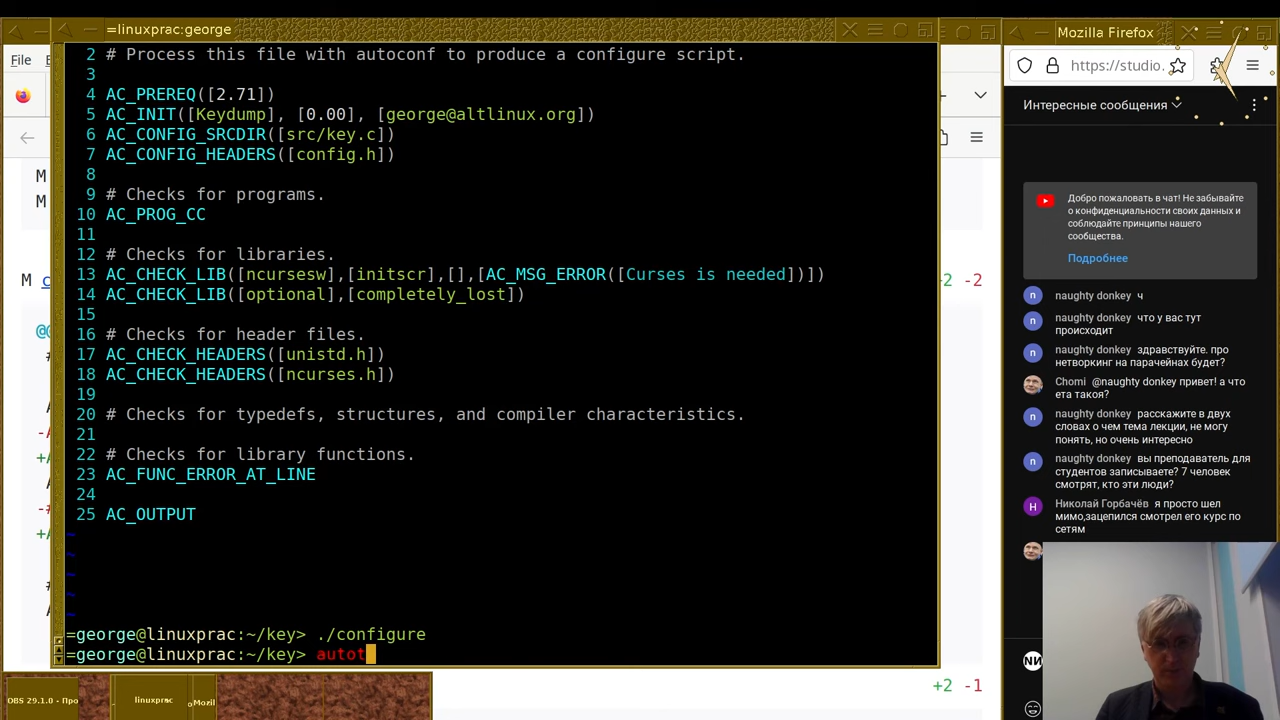 =linuxprac:george
Mozilla Firefox
File
https://studio.
Интересные сообщения
2 # Process this file with autoconf to produce a configure script.
3
4 AC_PREREQ([2.71])
5 AC_INIT([Keydump], [0.00], [george@altlinux.org])
6 AC_CONFIG_SRCDIR([src/key.c])
7 AC_CONFIG_HEADERS([config.h])
8
9 # Checks for programs.
10 AC_PROG_CC
11
12 # Checks for libraries.
13 AC_CHECK_LIB([ncursesw],[initscr],[],[AC_MSG_ERROR([Curses is needed])])
14 AC_CHECK_LIB([optional],[completely_lost])
15
16 # Checks for header files.
17 AC_CHECK_HEADERS([unistd.h])
18 AC_CHECK_HEADERS([ncurses.h])
19
20 # Checks for typedefs, structures, and compiler characteristics.
21
22 # Checks for library functions.
23 AC_FUNC_ERROR_AT_LINE
24
25 AC_OUTPUT
~
~
~
~
~
=george@linuxprac:~/key> ./configure
=george@linuxprac:~/key> autot
M
M
M c
@@
#
-A
+A
+A
#
-2
-2
+2 -1
Добро пожаловать в чат! Не забывайте
о конфиденциальности своих данных и
соблюдайте принципы нашего
сообщества.
Подробнее
n naughty donkey ч
n naughty donkey что у вас тут
происходит
n naughty donkey здравствуйте. про
нетворкинг на парачейнах будет?
Chomi @naughty donkey привет! а что
ета такоя?
n naughty donkey расскажите в двух
словах о чем тема лекции, не могу
понять, но очень интересно
n naughty donkey вы преподаватель для
студентов записываете? 7 человек
смотрят, кто эти люди?
Н Николай Горбачёв я просто шел
мимо,зацепился смотрел его курс по
сетям
OBS 29.1.0 - Про
linuxprac
Mozil